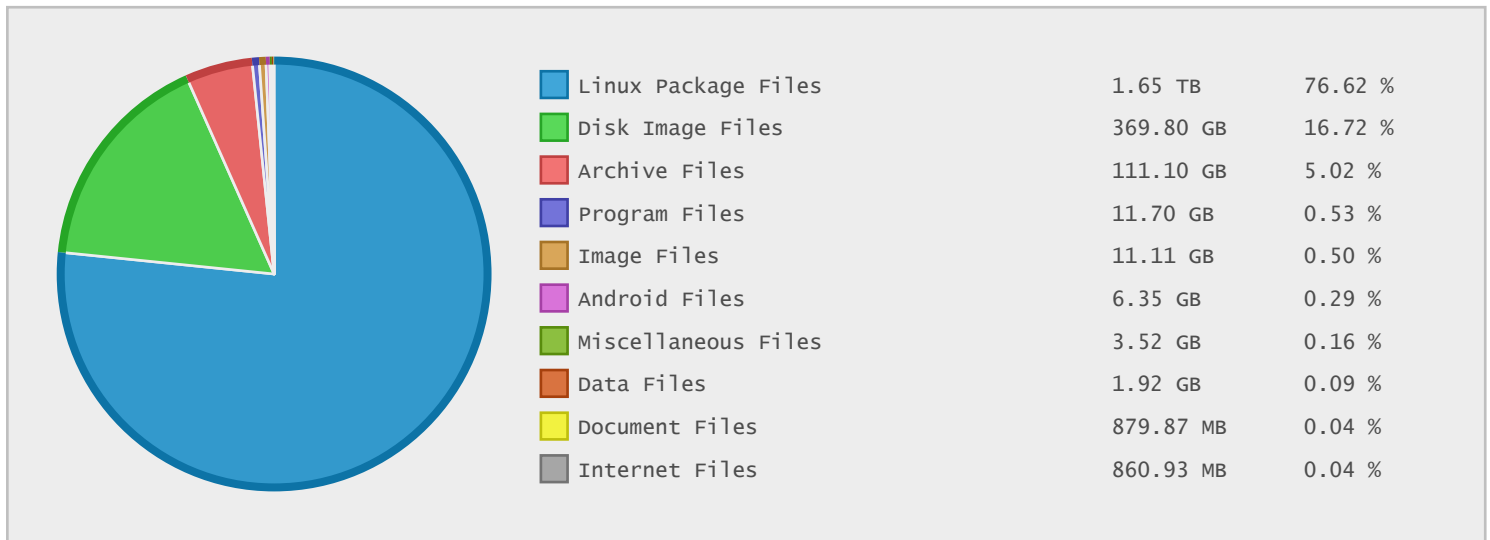 Linux Package Files 1.65 TB 76.62 %
Disk Image Files 369.80 GB 16.72 %
Archive Files 111.10 GB 5.02 %
Program Files 11.70 GB 0.53 %
Image Files 11.11 GB 0.50 %
Android Files 6.35 GB 0.29 %
Miscellaneous Files 3.52 GB 0.16 %
Data Files 1.92 GB 0.09 %
Document Files 879.87 MB 0.04 %
Internet Files 860.93 MB 0.04 %